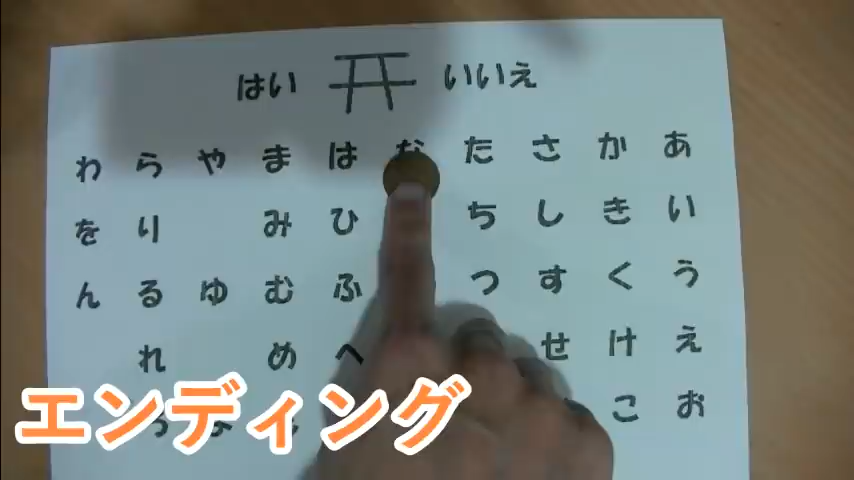 はい いいえ
わ ら や ま は な た さ か あ
を り み ひ ち し き い
ん る ゆ む ふ つ す く う
れ め へ せ け え
こ お
エンディング